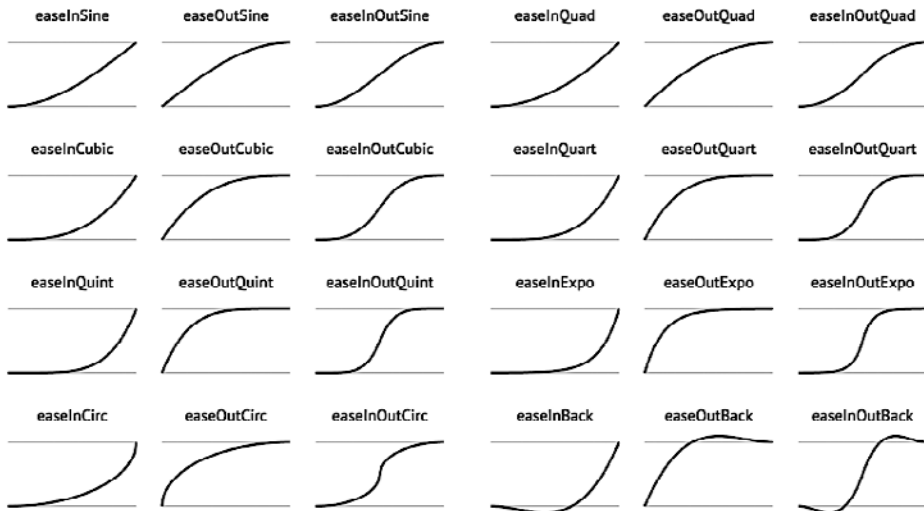 easeInSine easeOutSine easeInOutSine easeInQuad easeOutQuad easeInOutQuad
easeInCubic easeOutCubic easeInOutCubic easeInQuart easeOutQuart easeInOutQuart
easeInQuint easeOutQuint easeInOutQuint easeInExpo easeOutExpo easeInOutExpo
easeInCirc easeOutCirc easeInOutCirc easeInBack easeOutBack easeInOutBack